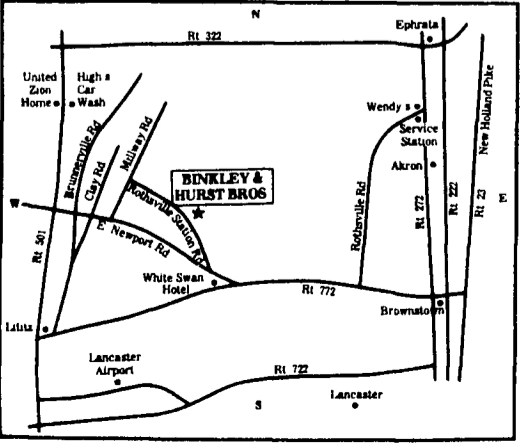 N
Ephrata
Rt 322
United
Zion
Home
High s
Car
Wash
Wendy s
Service
Station
Akron
New Holland Pike
Brunnerville Rd
Clay Rd
Millway Rd
BINKLEY &
HURST BROS
Rothsville Station Rd
Rothsville Rd
W
E Newport Rd
Rt 501
Rt 272
Rt 222
Rt 23
E
White Swan
Hotel
Rt 772
Brownstown
Lititz
Lancaster
Airport
Rt 722
Lancaster
S